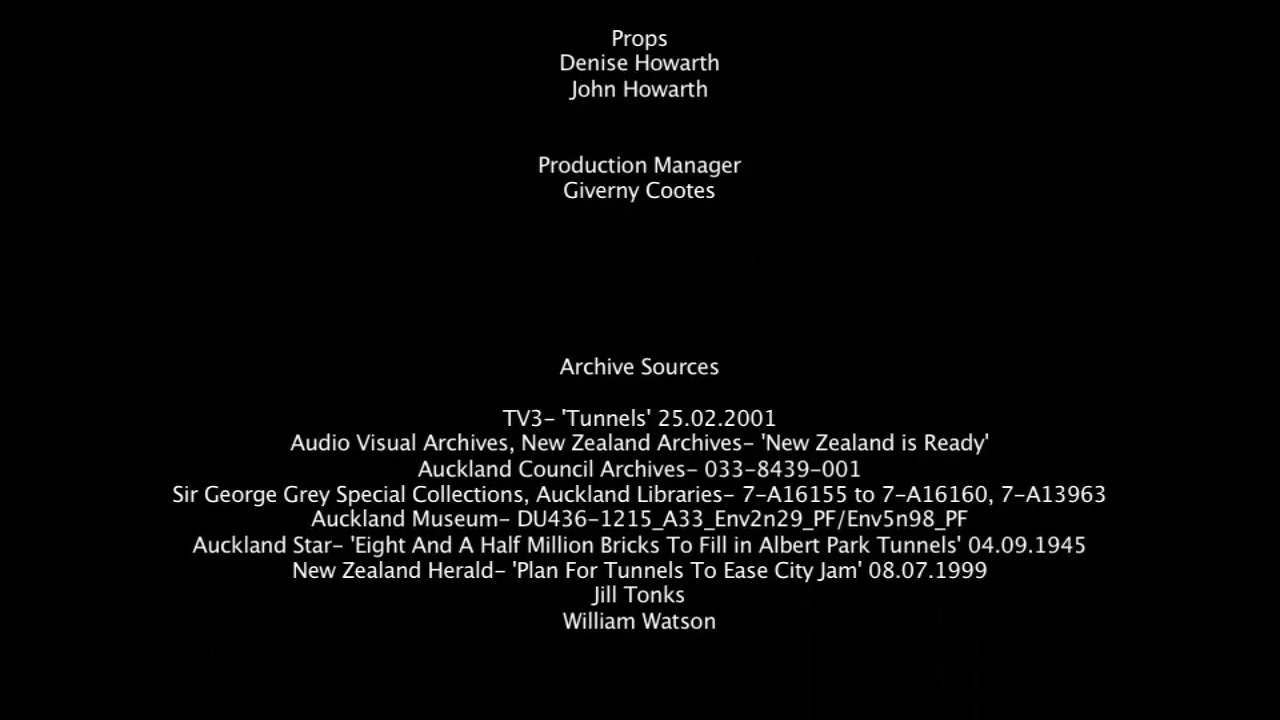 Props
Denise Howarth
John Howarth
Production Manager
Giverny Cootes
Archive Sources
TV3- 'Tunnels' 25.02.2001
Audio Visual Archives, New Zealand Archives- 'New Zealand is Ready'
Auckland Council Archives- 033-8439-001
Sir George Grey Special Collections, Auckland Libraries- 7-A16155 to 7-A16160, 7-A13963
Auckland Museum- DU436-1215_A33_Env2n29_PF/Env5n98_PF
Auckland Star- 'Eight And A Half Million Bricks To Fill in Albert Park Tunnels' 04.09.1945
New Zealand Herald- 'Plan For Tunnels To Ease City Jam' 08.07.1999
Jill Tonks
William Watson